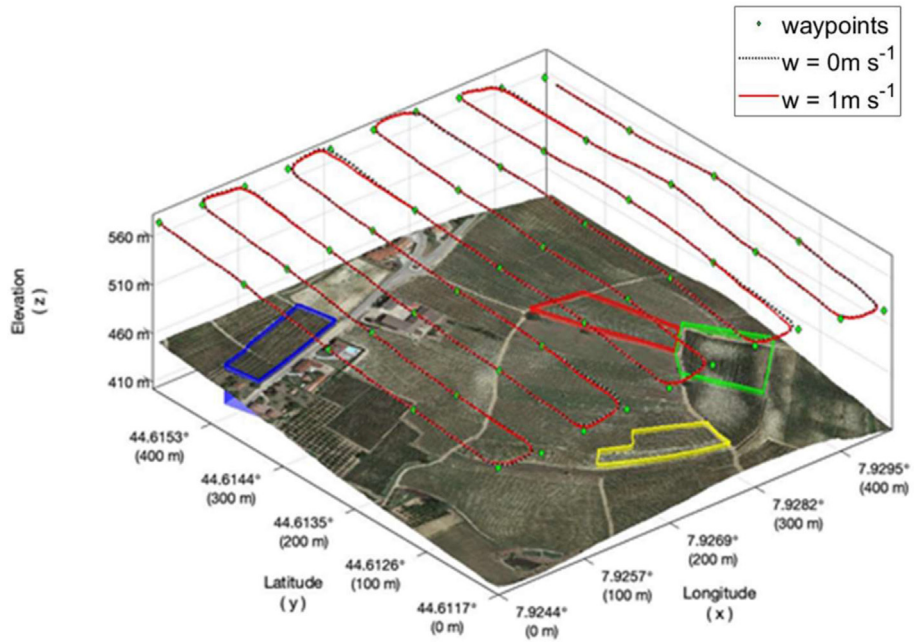 waypoints
w = 0m s⁻¹
w = 1m s⁻¹
560 m
510 m
460 m
410 m
Elevation
( z )
44.6153°
(400 m)
44.6144°
(300 m)
44.6135°
(200 m)
44.6126°
(100 m)
44.6117°
(0 m)
Latitude
( y )
7.9244°
(0 m)
7.9257°
(100 m)
7.9269°
(200 m)
7.9282°
(300 m)
7.9295°
(400 m)
Longitude
( x )